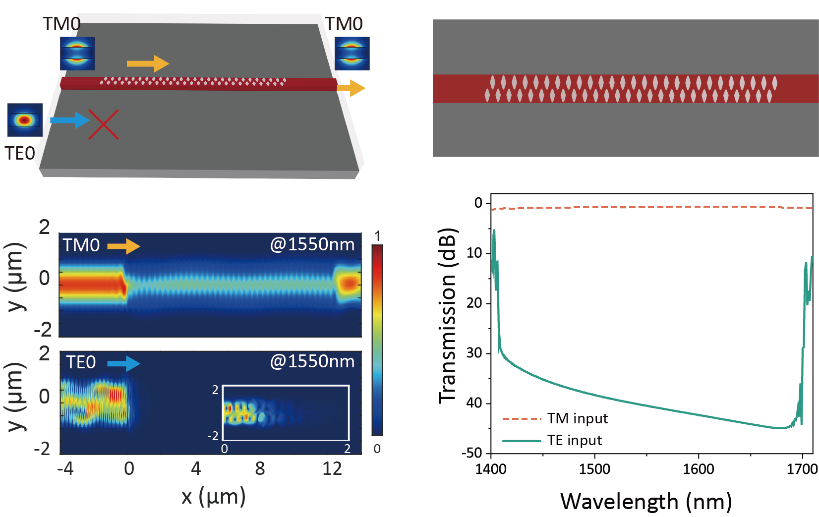 TM0
TM0
TE0
2
0
-2
y (μm)
TM0
@1550nm
1
0
2
0
-2
y (μm)
TE0
@1550nm
2
-2
0
2
-4
0
4
8
12
x (μm)
0
10
20
30
40
-50
Transmission (dB)
TM input
TE input
1400
1500
1600
1700
Wavelength (nm)